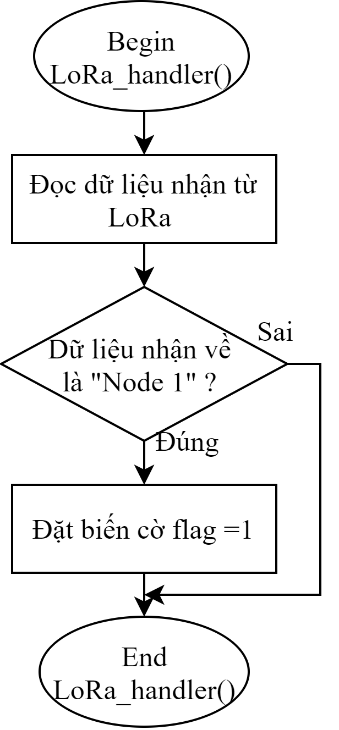 Begin
LoRa_handler()
Đọc dữ liệu nhận từ
LoRa
Dữ liệu nhận về
là "Node 1" ?
Sai
Đúng
Đặt biến cờ flag =1
End
LoRa_handler()